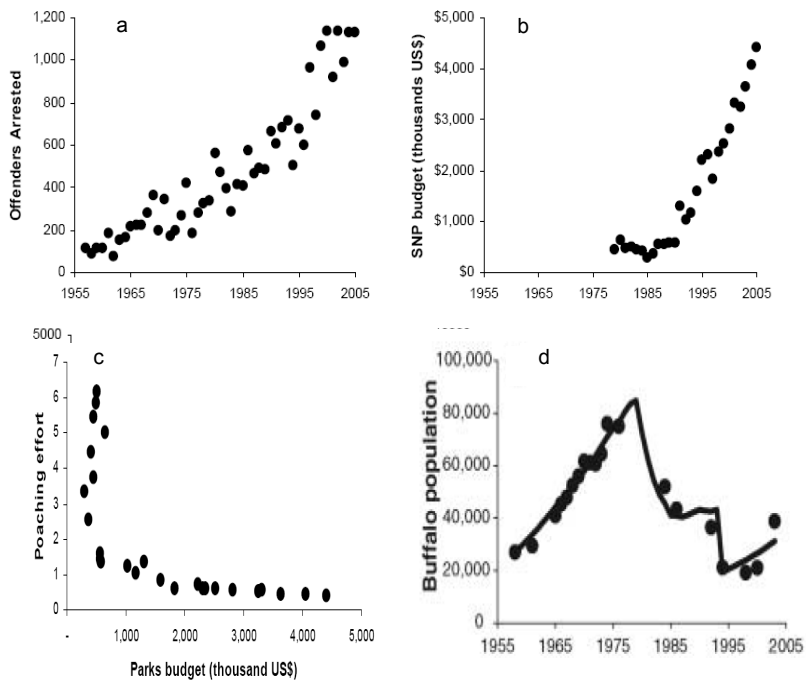 a
1,200
1,000
800
600
400
200
0
1955 1965 1975 1985 1995 2005
Offenders Arrested
b
$5,000
$4,000
$3,000
$2,000
$1,000
$0
1955 1965 1975 1985 1995 2005
SNP budget (thousands US$)
c
5000
7
6
5
4
3
2
1
0
- 1,000 2,000 3,000 4,000 5,000
Poaching effort
Parks budget (thousand US$)
d
100,000
80,000
60,000
40,000
20,000
0
1955 1965 1975 1985 1995 2005
Buffalo population